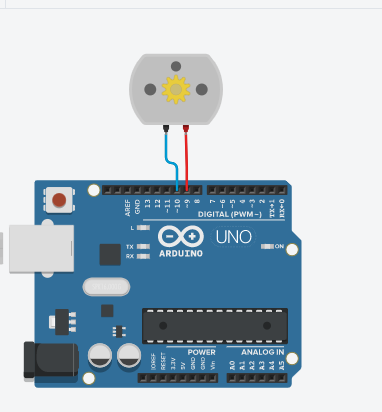 AREF
GND
13
12
~11
~10
~9
8
7
~6
~5
4
~3
2
TX→1
RX←0
DIGITAL (PWM~)
L
TX
RX
ARDUINO
UNO
ON
POWER
ANALOG IN
IOREF
RESET
3.3V
5V
GND
GND
Vin
A0
A1
A2
A3
A4
A5